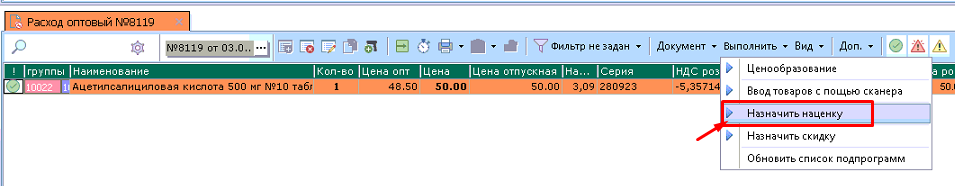 Расход оптовый №8119
№8119 от 03.0.. ... Фильтр не задан Документ Выполнить Вид Доп.
! группы Наименование Кол-во Цена опт Цена Цена отпускная На... Серия НДС роз а ро
10022 Ацетилсалициловая кислота 500 мг №10 табл 1 48.50 50.00 50.00 3,09 280923 -5,35714 50.0
Ценообразование
Ввод товаров с пощью сканера
Назначить наценку
Назначить скидку
Обновить список подпрограмм